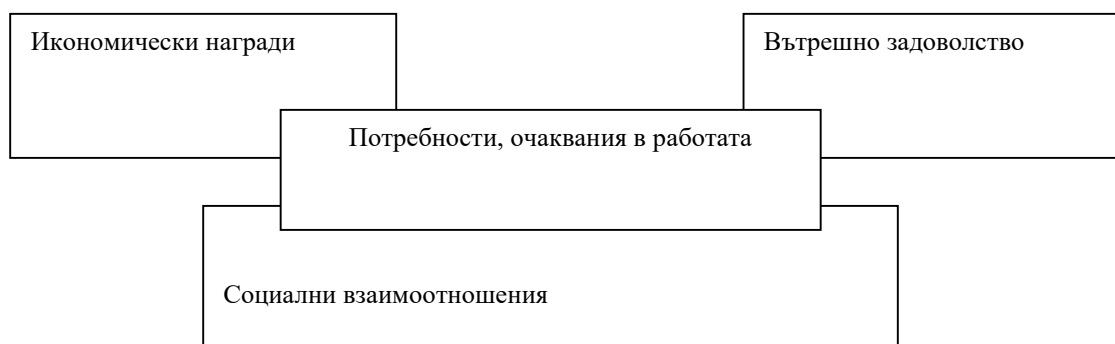 Икономически награди
Вътрешно задоволство
Потребности, очаквания в работата
Социални взаимоотношения